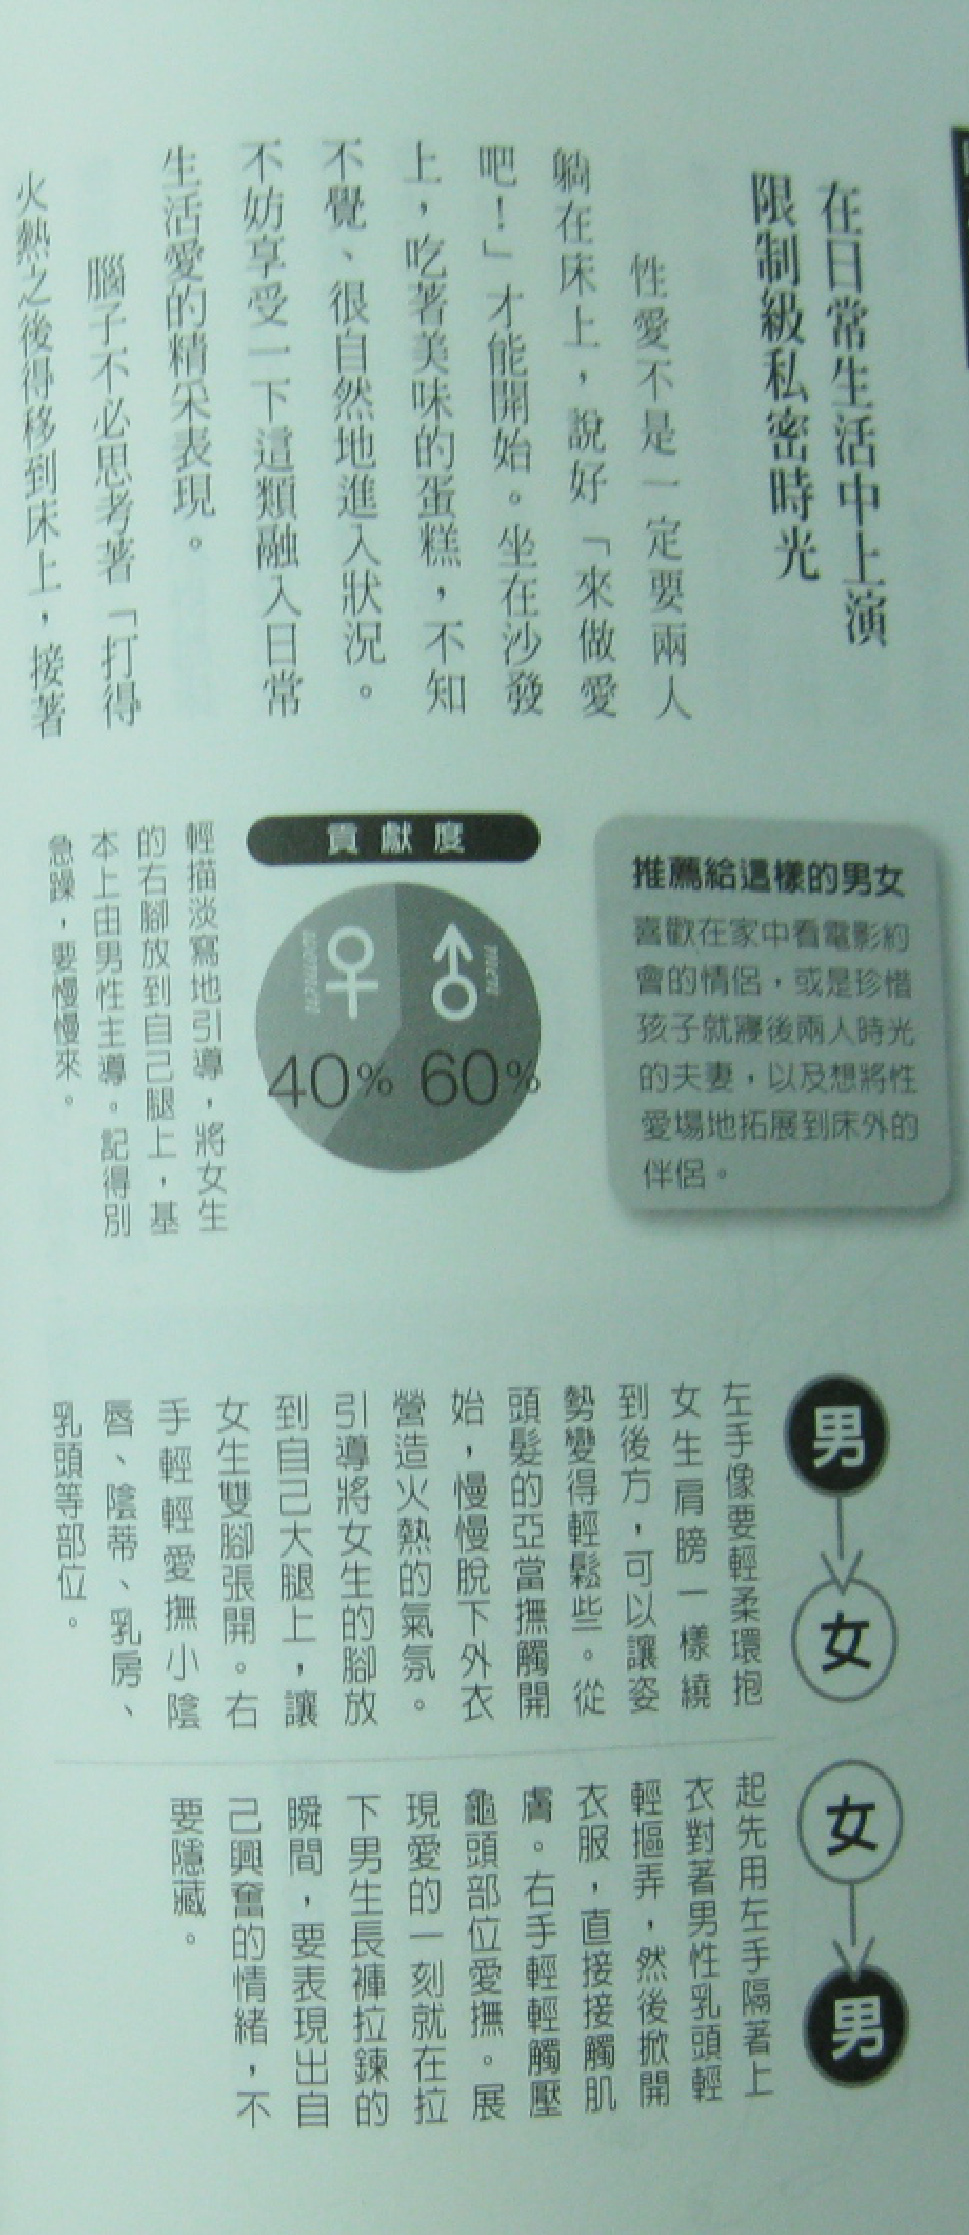 在日常生活中上演
限制級私密時光
性愛不是一定要兩人
躺在床上，說好「來做愛
吧！」才能開始。坐在沙發
上，吃著美味的蛋糕，不知
不覺、很自然地進入狀況。
不妨享受一下這類融入日常
生活愛的精采表現。
腦子不必思考著「打得
火熱之後得移到床上，接著
推薦給這樣的男女
喜歡在家中看電影約
會的情侶，或是珍惜
孩子就寢後兩人時光
的夫妻，以及想將性
愛場地拓展到床外的
伴侶。
貢獻度
40%
60%
輕描淡寫地引導，將女生
的右腳放到自己腿上，基
本上由男性主導。記得別
急躁，要慢慢來。
男
女
左手像要輕柔環抱
女生肩膀一樣繞
到後方，可以讓姿
勢變得輕鬆些。從
頭髮的亞當撫觸開
始，慢慢脫下外衣
營造火熱的氣氛。
引導將女生的腳放
到自己大腿上，讓
女生雙腳張開。右
手輕輕愛撫小陰
唇、陰蒂、乳房、
乳頭等部位。
女
男
起先用左手隔著上
衣對著男性乳頭輕
輕摳弄，然後掀開
衣服，直接接觸肌
膚。右手輕輕觸壓
龜頭部位愛撫。展
現愛的一刻就在拉
下男生長褲拉鍊的
瞬間，要表現出自
己興奮的情緒，不
要隱藏。